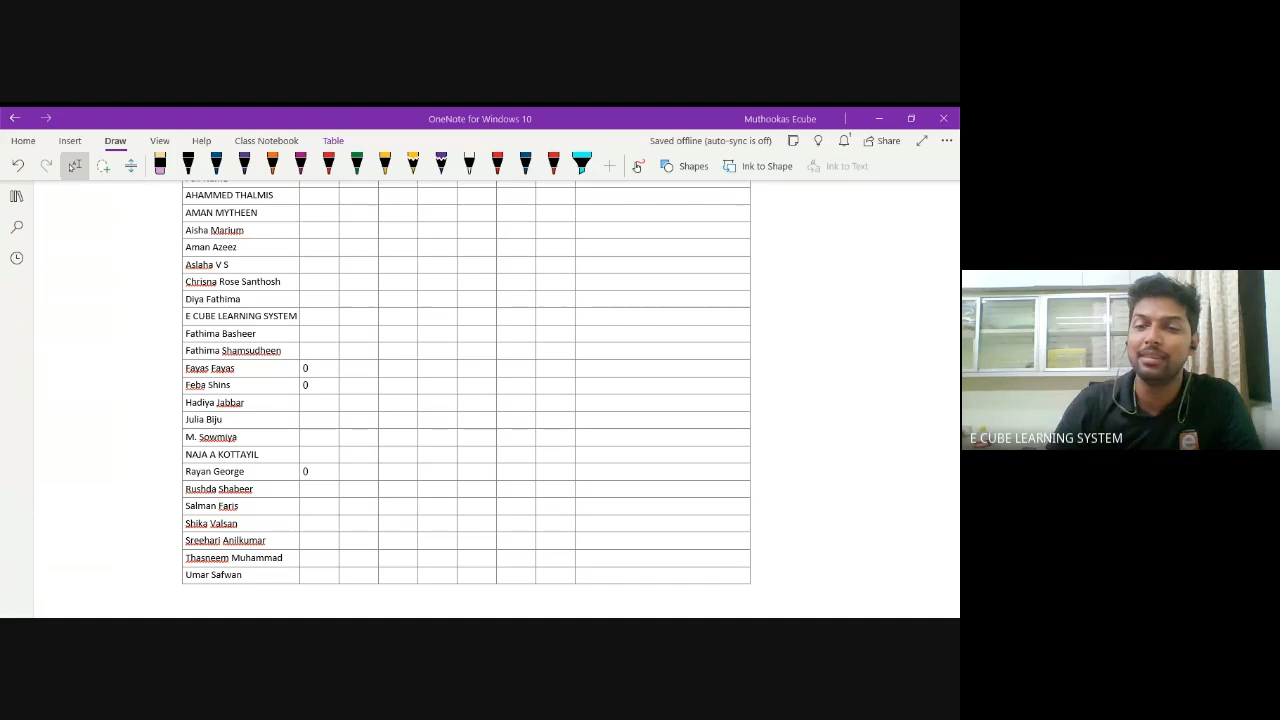 OneNote for Windows 10
Muthookas Ecube
Home Insert Draw View Help Class Notebook Table
Saved offline (auto-sync is off)
Share
Shapes
Ink to Shape
Ink to Text
AHAMMED THALMIS
AMAN MYTHEEN
Aisha Marium
Aman Azeez
Aslaha V S
Chrisna Rose Santhosh
Diya Fathima
E CUBE LEARNING SYSTEM
Fathima Basheer
Fathima Shamsudheen
Fayas Fayas 0
Feba Shins 0
Hadiya Jabbar
Julia Biju
M. Sowmiya
NAJA A KOTTAYIL
Rayan George 0
Rushda Shabeer
Salman Faris
Shika Valsan
Sreehari Anilkumar
Thasneem Muhammad
Umar Safwan
E CUBE LEARNING SYSTEM
e